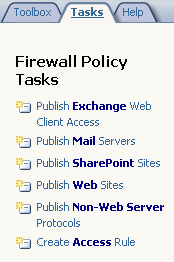 Toolbox Tasks Help
Firewall Policy
Tasks
Publish Exchange Web
Client Access
Publish Mail Servers
Publish SharePoint Sites
Publish Web Sites
Publish Non-Web Server
Protocols
Create Access Rule